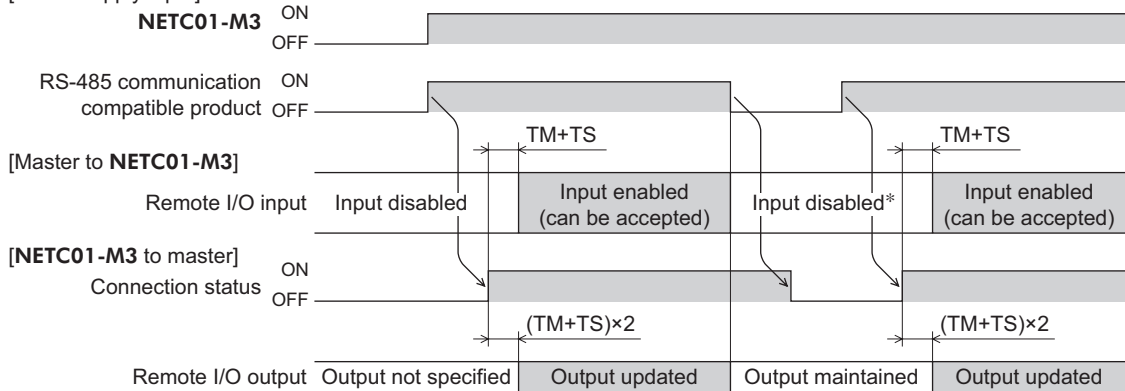 NETC01-M3 ON
OFF
RS-485 communication ON
compatible product OFF
TM+TS TM+TS
[Master to NETC01-M3]
Remote I/O input Input disabled Input enabled (can be accepted) Input disabled* Input enabled (can be accepted)
[NETC01-M3 to master]
Connection status ON
OFF
(TM+TS)×2 (TM+TS)×2
Remote I/O output Output not specified Output updated Output maintained Output updated